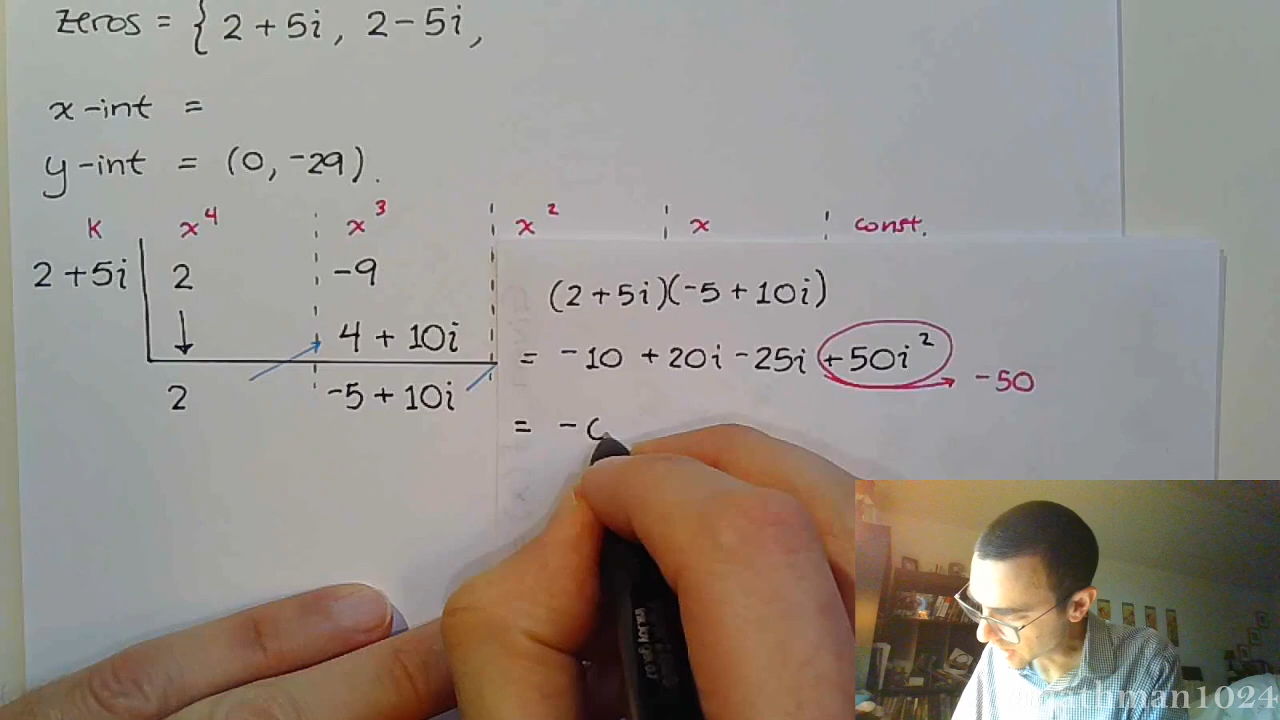 zeros = { 2 + 5i, 2 - 5i,
x-int =
y-int = (0, -29).
k x⁴ x³ x² x const.
2 + 5i 2 -9
(2 + 5i)(-5 + 10i)
4 + 10i
= -10 + 20i - 25i + 50i² -50
2 -5 + 10i
= -
mathman1024